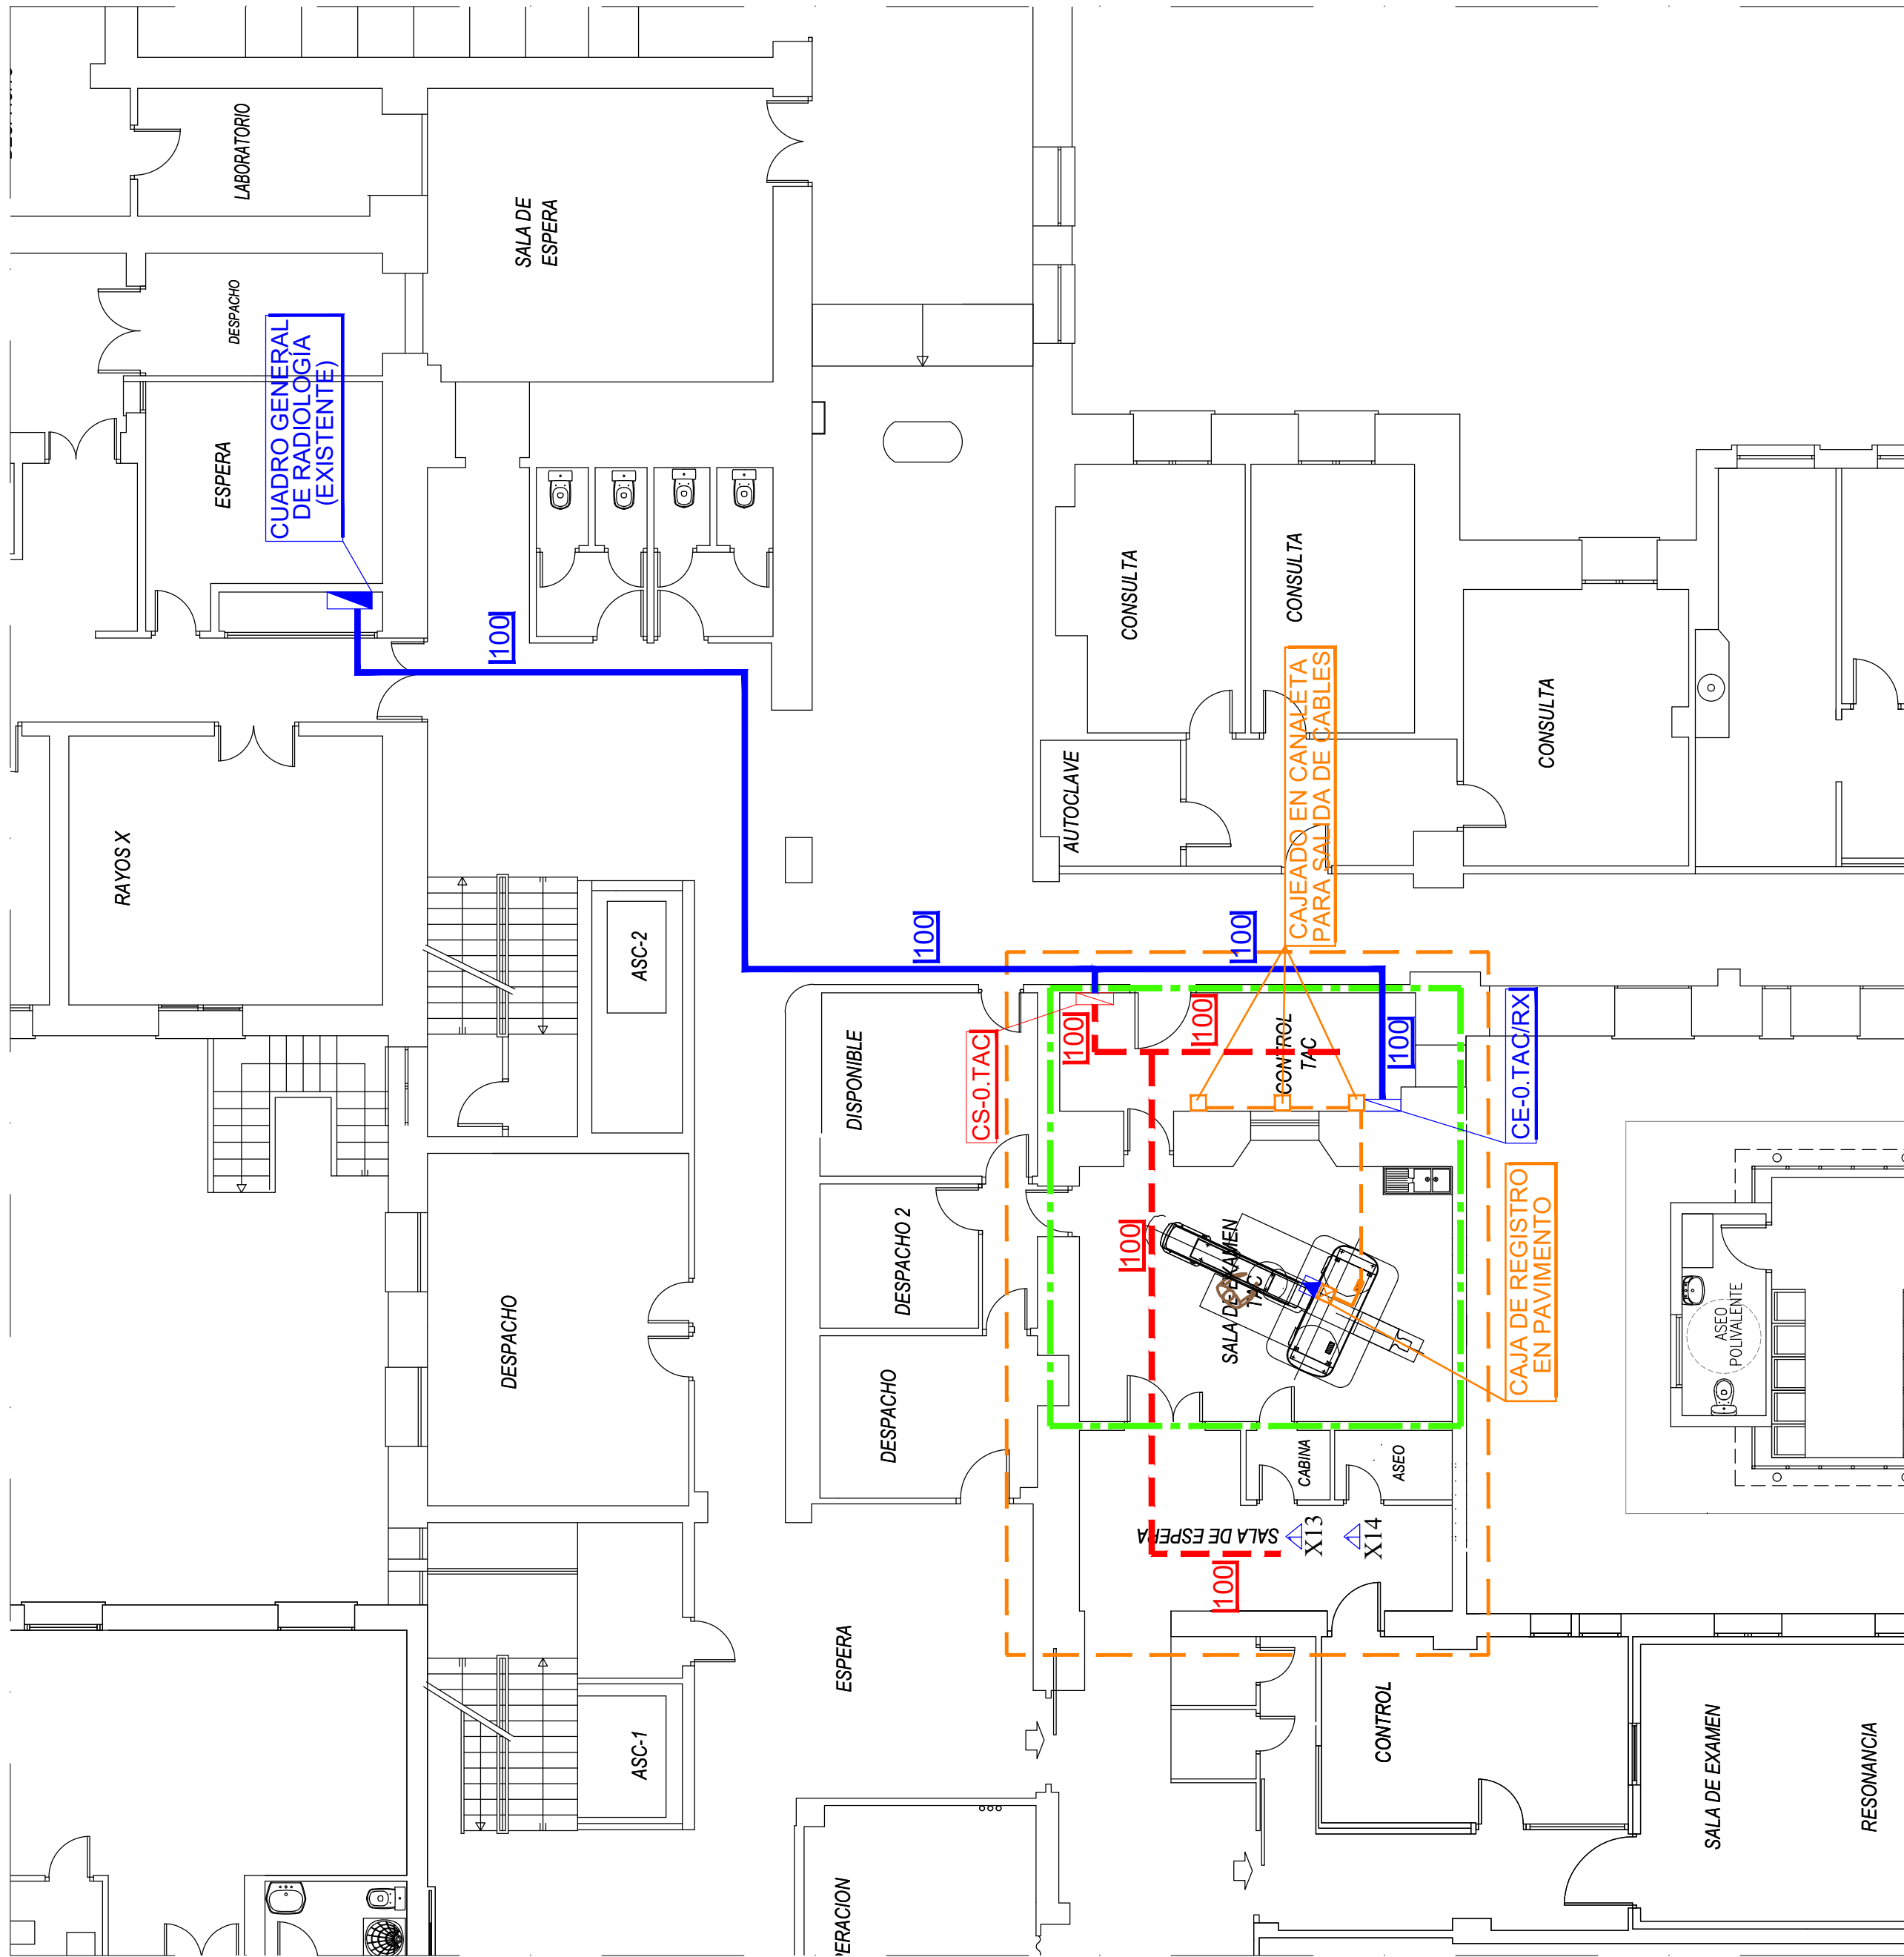 LABORATORIO
SALA DE
ESPERA
DESPACHO
CUADRO GENERAL
DE RADIOLOGÍA
(EXISTENTE)
ESPERA
100
CONSULTA
CONSULTA
CONSULTA
CAJEADO EN CANALETA
PARA SALIDA DE CABLES
AUTOCLAVE
RAYOS X
ASC-2
100
100
CS-0.TAC
100
100
CONTROL
TAC
100
CE-0.TAC/RX
DISPONIBLE
DESPACHO 2
100
SALA DE EXAMEN
TAC
CAJA DE REGISTRO
EN PAVIMENTO
ASEO
POLIVALENTE
DESPACHO
DESPACHO
CABINA
ASEO
SALA DE ESPERA
X13
X14
100
ESPERA
ASC-1
CONTROL
SALA DE EXAMEN
RESONANCIA
PERACION